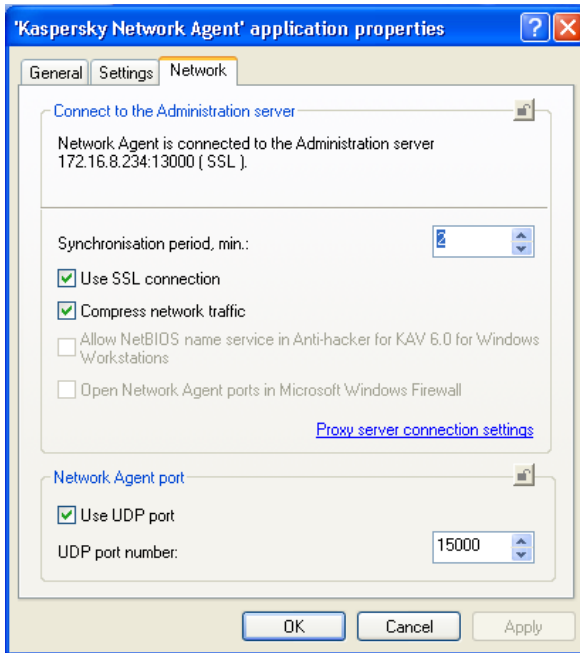 'Kaspersky Network Agent' application properties
General Settings Network
Connect to the Administration server
Network Agent is connected to the Administration server
172.16.8.234:13000 ( SSL ).
Synchronisation period, min.: 2
Use SSL connection
Compress network traffic
Allow NetBIOS name service in Anti-hacker for KAV 6.0 for Windows
Workstations
Open Network Agent ports in Microsoft Windows Firewall
Proxy server connection settings
Network Agent port
Use UDP port
UDP port number: 15000
OK Cancel Apply